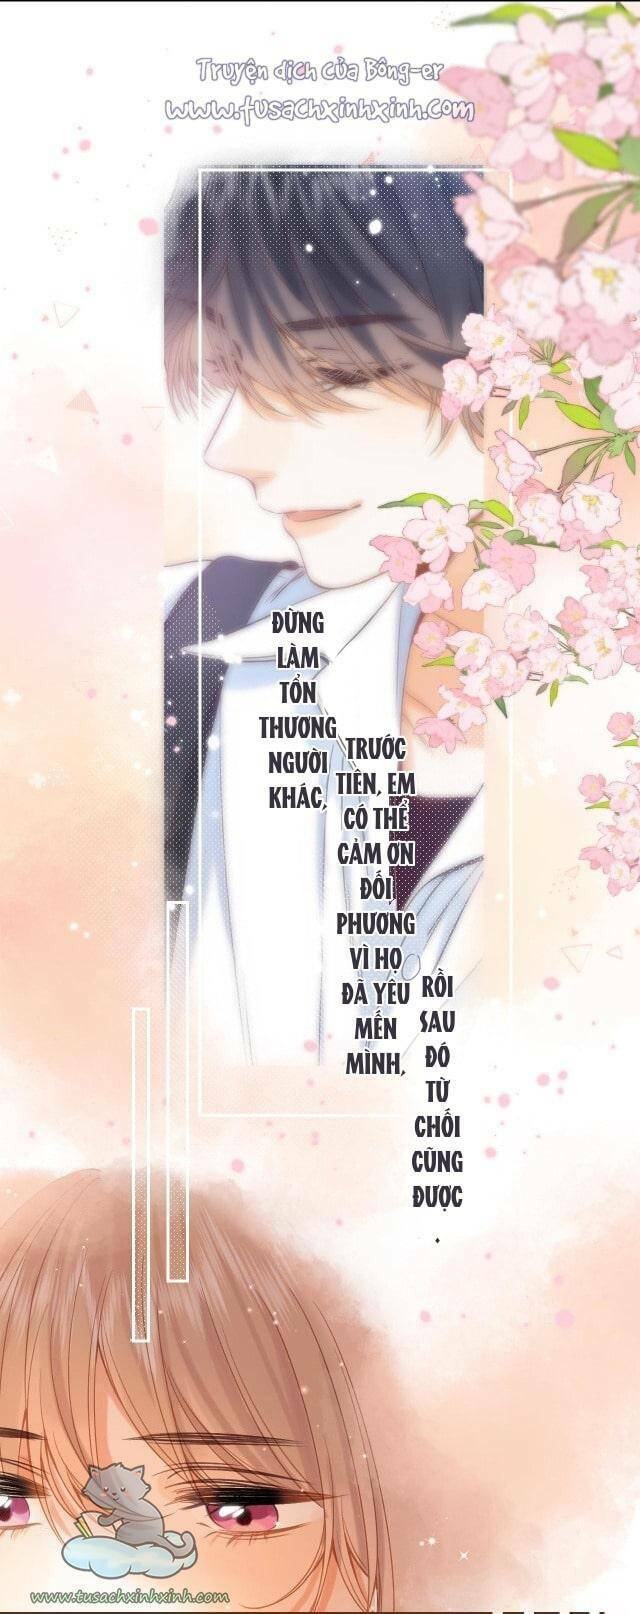 Truyện dịch của Bông-er
www.tusachxinhxinh.com
ĐỪNG
LÀM
TỔN
THƯƠNG
NGƯỜI
KHÁC,
TRƯỚC
TIÊN, EM
CÓ THỂ
CẢM ƠN
ĐỐI
PHƯƠNG
VÌ HỌ
ĐÃ YÊU
MẾN
MÌNH,
RỒI
SAU
ĐÓ
TỪ
CHỐI
CŨNG
ĐƯỢC
.
www.tusachxinhxinh.com